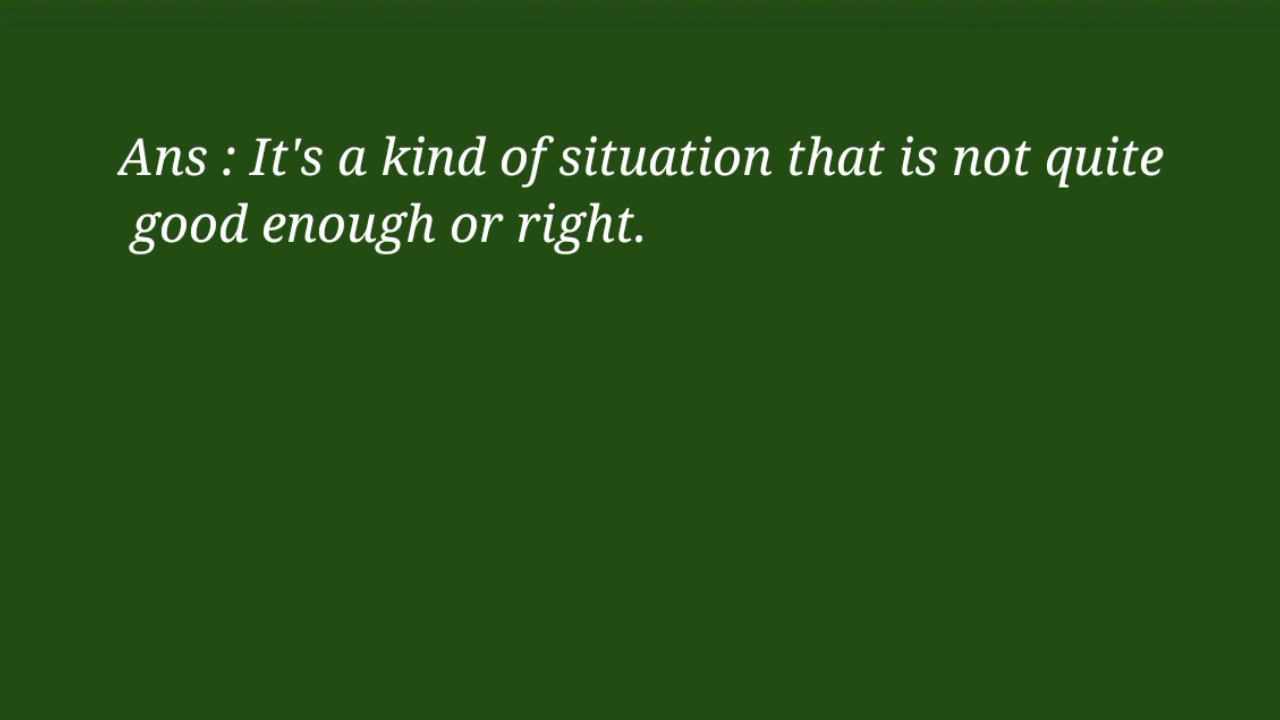 Ans : It's a kind of situation that is not quite
good enough or right.